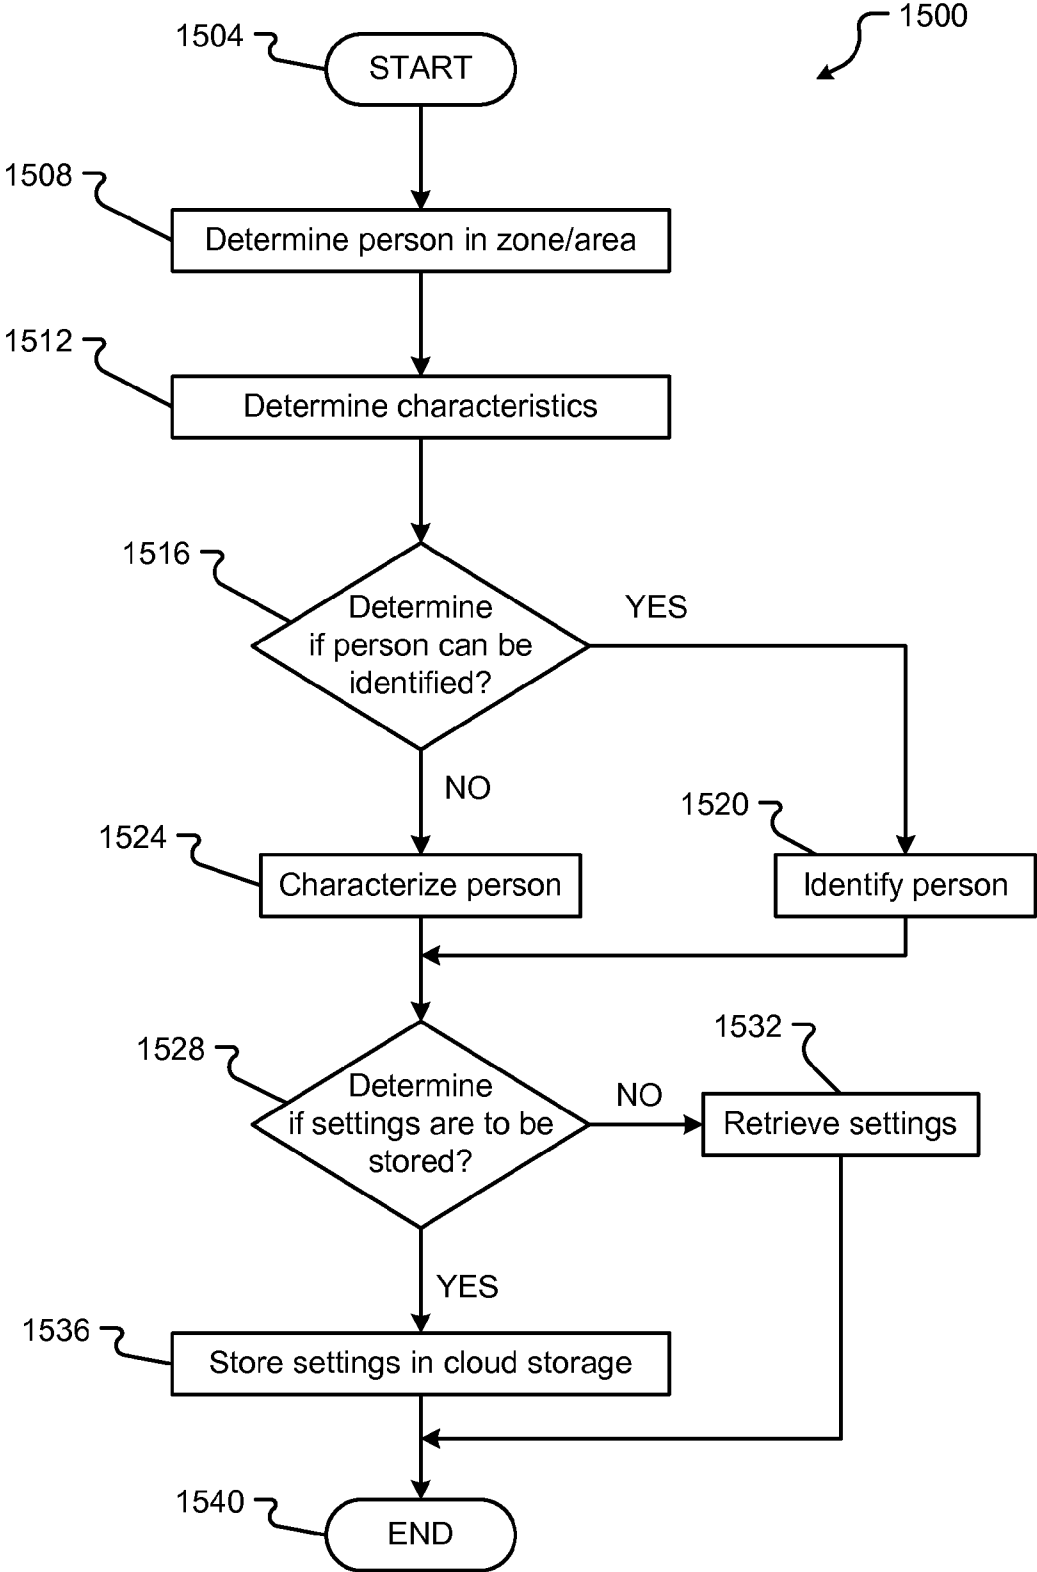 1500
1504
START
1508
Determine person in zone/area
1512
Determine characteristics
1516
Determine
if person can be
identified?
YES
NO
1520
1524
Characterize person
Identify person
1528
Determine
if settings are to be
stored?
NO
1532
Retrieve settings
YES
1536
Store settings in cloud storage
1540
END